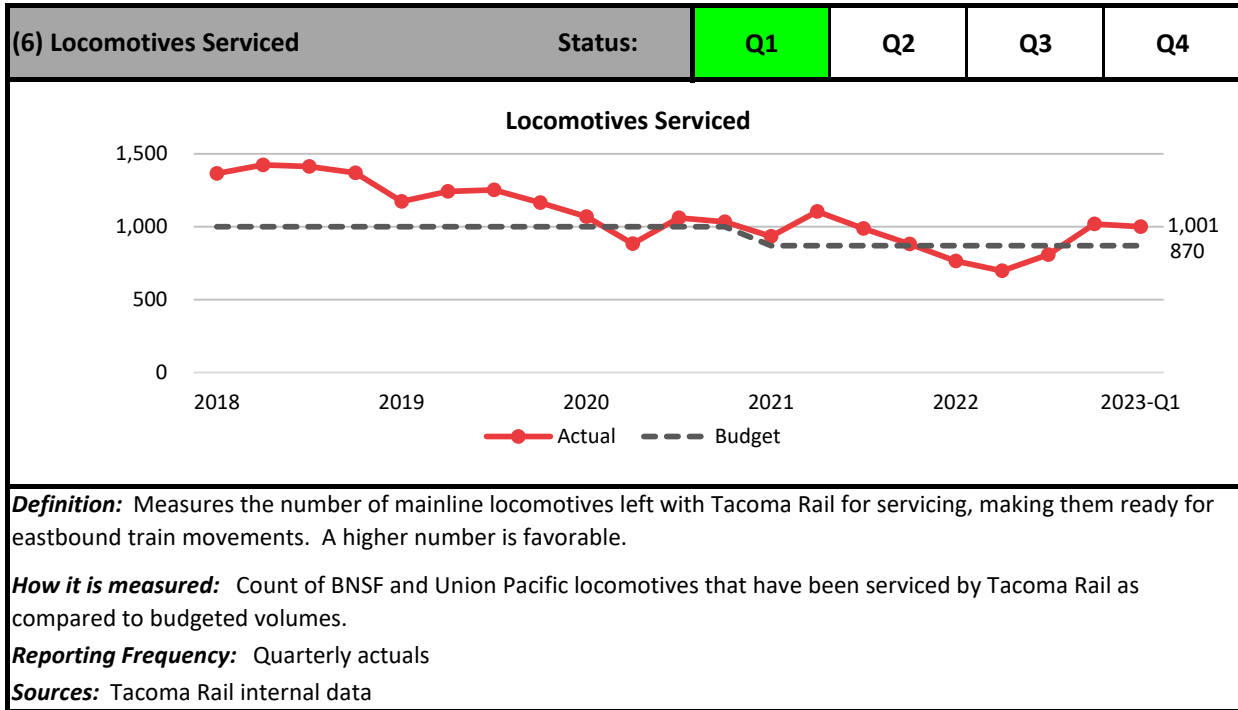 (6) Locomotives Serviced Status: Q1 Q2 Q3 Q4
Locomotives Serviced
1,500
1,000
500
0
1,001
870
2018 2019 2020 2021 2022 2023-Q1
Actual Budget
Definition: Measures the number of mainline locomotives left with Tacoma Rail for servicing, making them ready for
eastbound train movements. A higher number is favorable.
How it is measured: Count of BNSF and Union Pacific locomotives that have been serviced by Tacoma Rail as
compared to budgeted volumes.
Reporting Frequency: Quarterly actuals
Sources: Tacoma Rail internal data